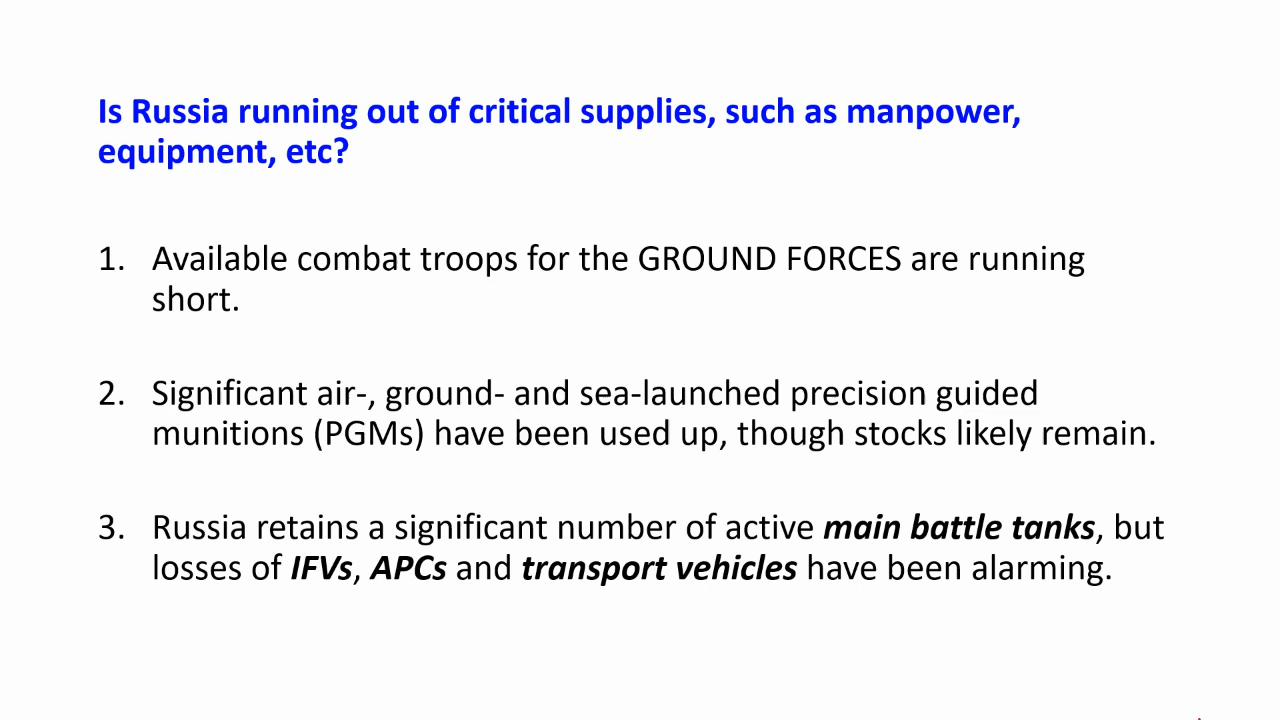 Is Russia running out of critical supplies, such as manpower,
equipment, etc?
1. Available combat troops for the GROUND FORCES are running
short.
2. Significant air-, ground- and sea-launched precision guided
munitions (PGMs) have been used up, though stocks likely remain.
3. Russia retains a significant number of active main battle tanks, but
losses of IFVs, APCs and transport vehicles have been alarming.